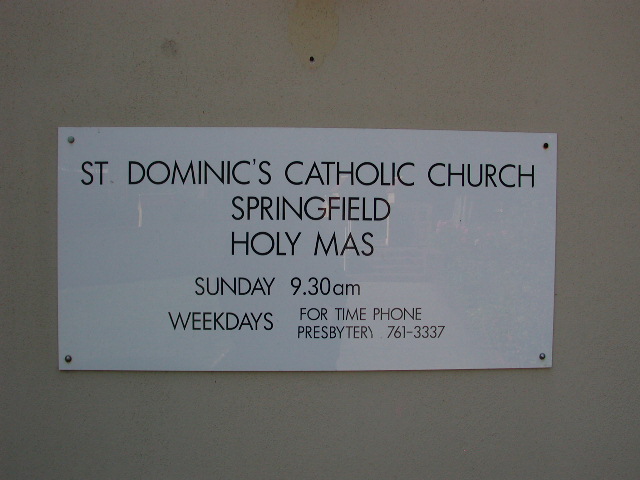 ST. DOMINIC'S CATHOLIC CHURCH
SPRINGFIELD
HOLY MAS
SUNDAY 9.30am
WEEKDAYS FOR TIME PHONE
PRESBYTERY 761-3337